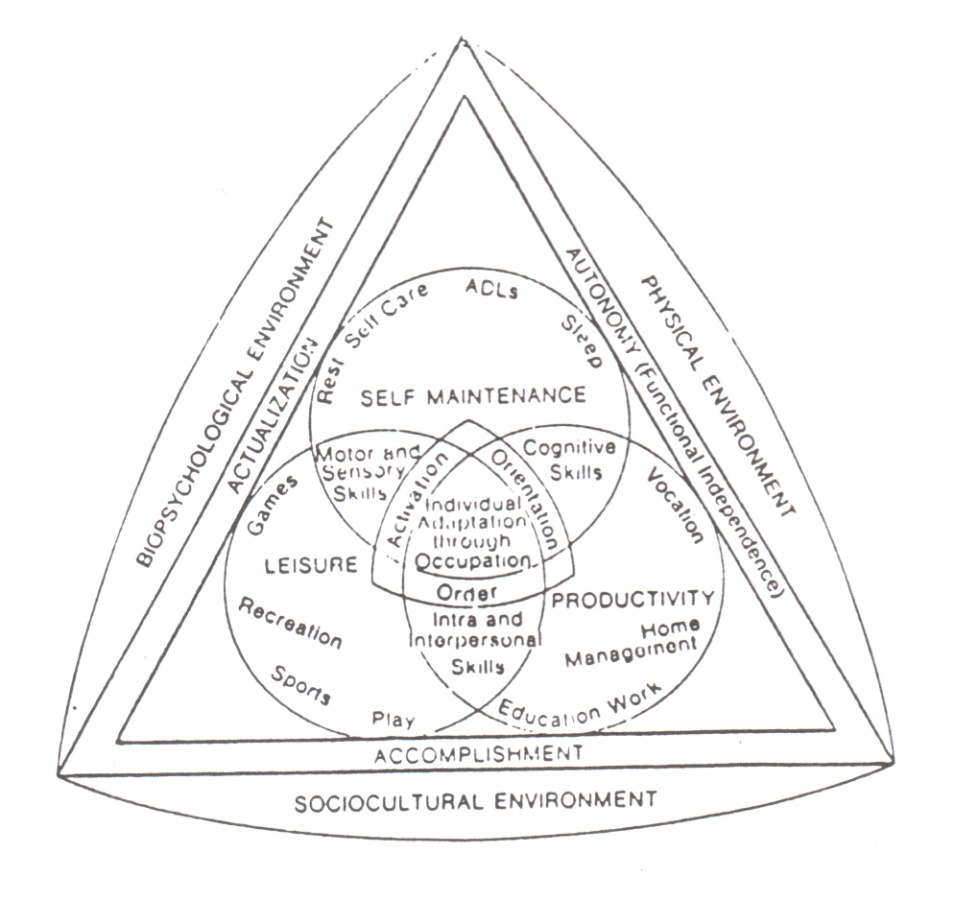 BIOPSYCHOLOGICAL ENVIRONMENT
ACTUALIZATION
AUTONOMY (Functional Independence)
PHYSICAL ENVIRONMENT
Rest
Self Care
ADLs
Sleep
SELF MAINTENANCE
Motor and
Sensory
Skills
Cognitive
Skills
Activation
Orientation
Individual
Adaptation
through
Occupation
Order
Games
LEISURE
Recreation
Sports
Play
Vocation
PRODUCTIVITY
Home
Management
Education Work
Intra and
Interpersonal
Skills
ACCOMPLISHMENT
SOCIOCULTURAL ENVIRONMENT